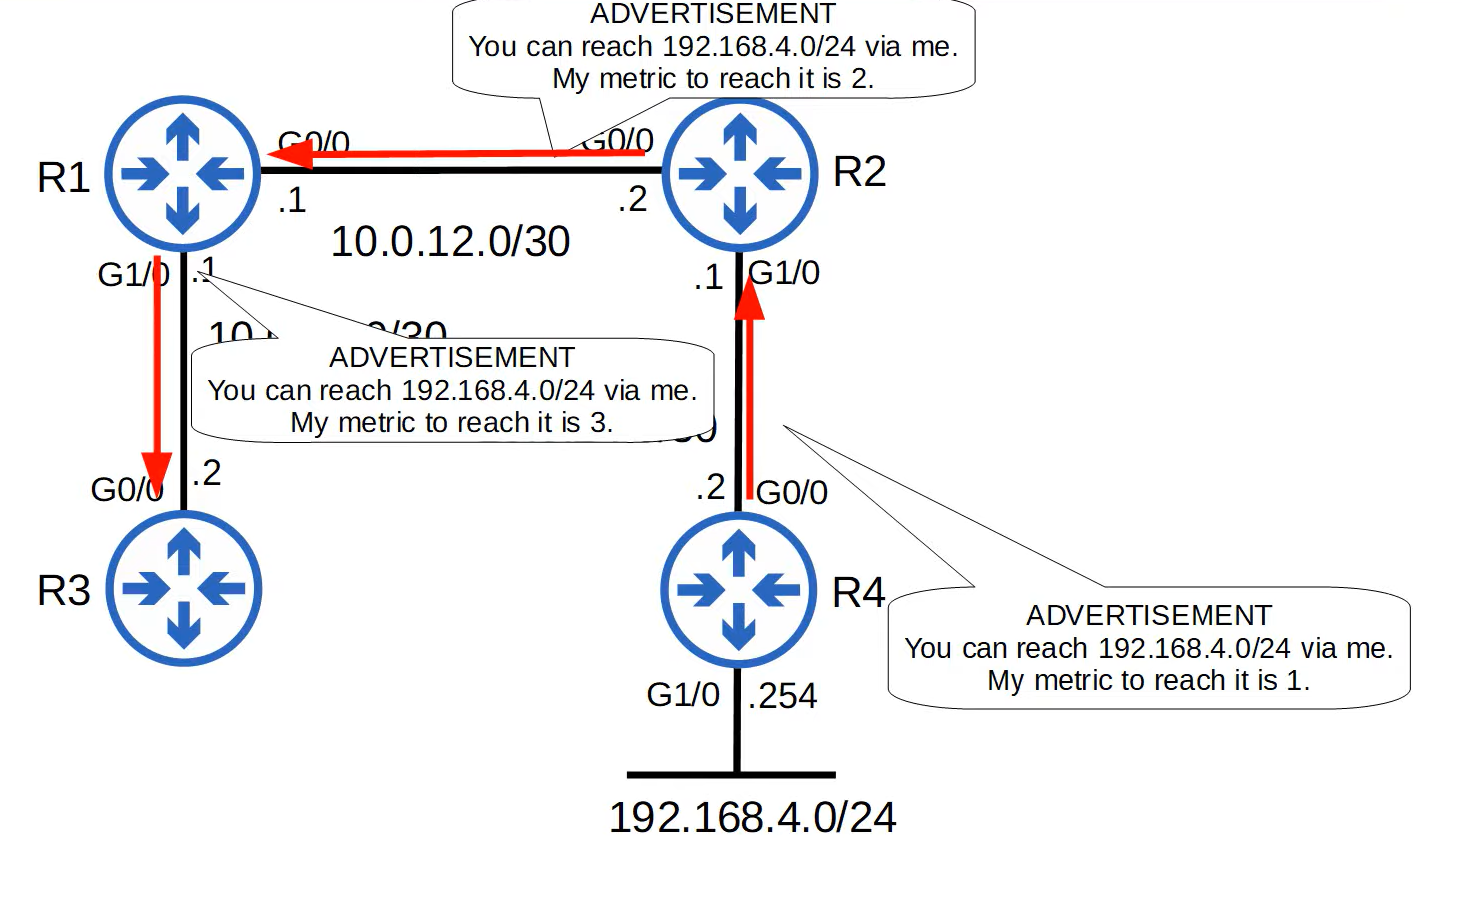 ADVERTISEMENT
You can reach 192.168.4.0/24 via me.
My metric to reach it is 2.
G0/0
G0/0
R1
R2
.1
.2
10.0.12.0/30
G1/0
.1
.1
G1/0
ADVERTISEMENT
You can reach 192.168.4.0/24 via me.
My metric to reach it is 3.
G0/0
.2
.2
G0/0
R3
R4
ADVERTISEMENT
You can reach 192.168.4.0/24 via me.
My metric to reach it is 1.
G1/0
.254
192.168.4.0/24